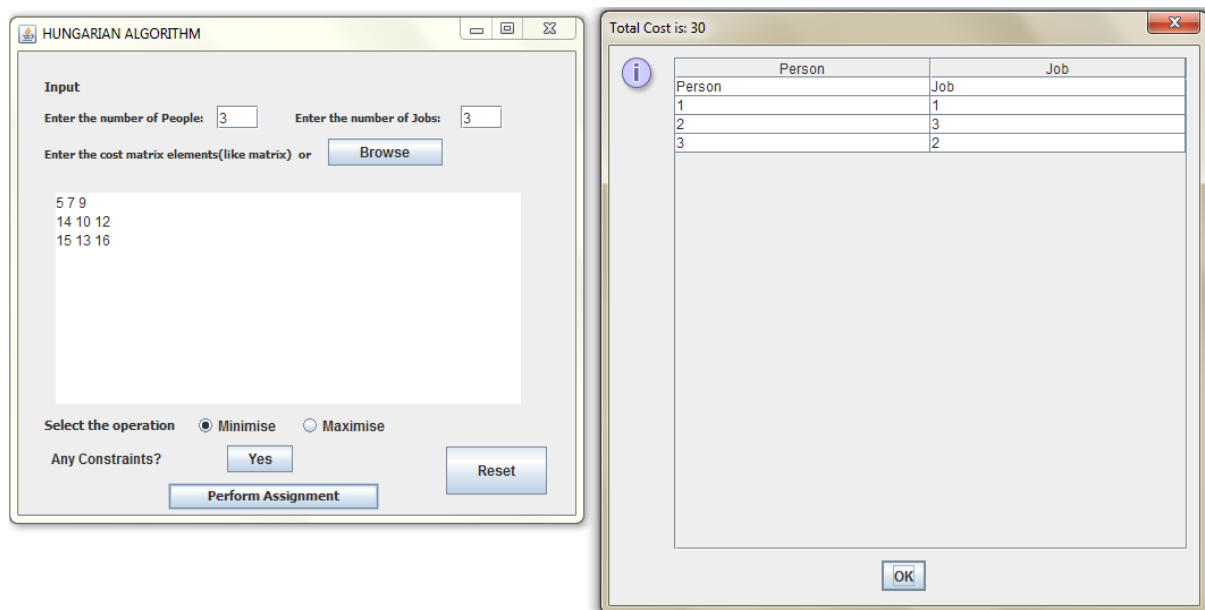 HUNGARIAN ALGORITHM
Input
Enter the number of People: 3 Enter the number of Jobs: 3
Enter the cost matrix elements(like matrix) or Browse
5 7 9
14 10 12
15 13 16
Select the operation Minimise Maximise
Any Constraints? Yes
Reset
Perform Assignment
Total Cost is: 30
Person Job
Person Job
1 1
2 3
3 2
OK